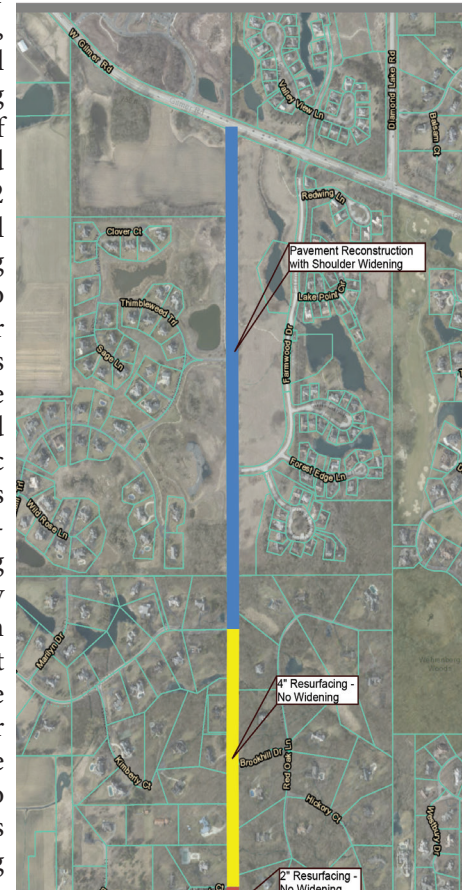 W Gilmer Rd
Valley View Ln
Diamond Lake Rd
Balsam Ct
Redwing Ln
Clover Ct
Pavement Reconstruction
with Shoulder Widening
Lake Point Cir
Thimbleweed Trl
Farmwood Dr
Sage Ln
Forest Edge Ln
Wild Rose Ln
Marilyn Dr
4" Resurfacing -
No Widening
Brookhill Dr
Red Oak Ln
Kimberly Ct
Hickory Ct
2" Resurfacing -
No Widening